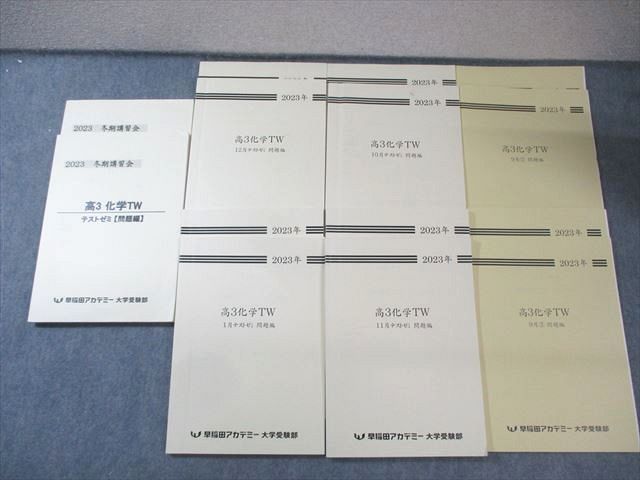 2023 冬期講習会
2023 冬期講習会
高3 化学TW
テストゼミ【問題編】
早稲田アカデミー 大学受験部
2023年
高3化学TW
12月テストゼミ 問題編
2023年
2023年
高3化学TW
10月テストゼミ 問題編
高3化学TW
9月② 問題編
2023年
2023年
高3化学TW
1月テストゼミ 問題編
早稲田アカデミー 大学受験部
2023年
2023年
高3化学TW
11月テストゼミ 問題編
早稲田アカデミー 大学受験部
2023年
2023年
高3化学TW
問題編
早稲田アカデミー 大学受験部